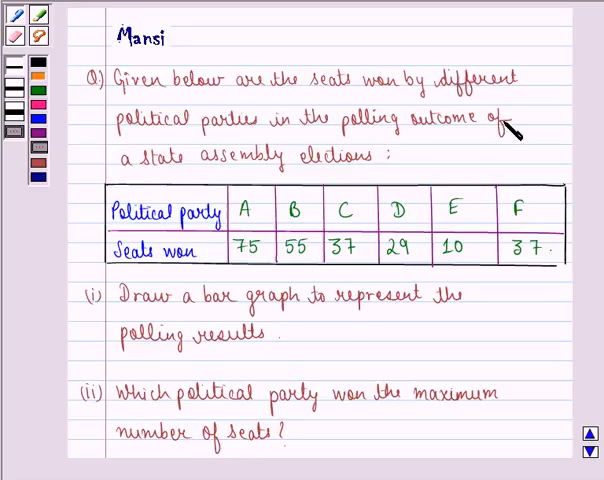 Mansi
Q.) Given below are the seats won by different
political parties in the polling outcome of
a state assembly elections :
Political party A B C D E F
Seats won 75 55 37 29 10 37.
(i) Draw a bar graph to represent the
polling results.
(ii) Which political party won the maximum
number of seats?